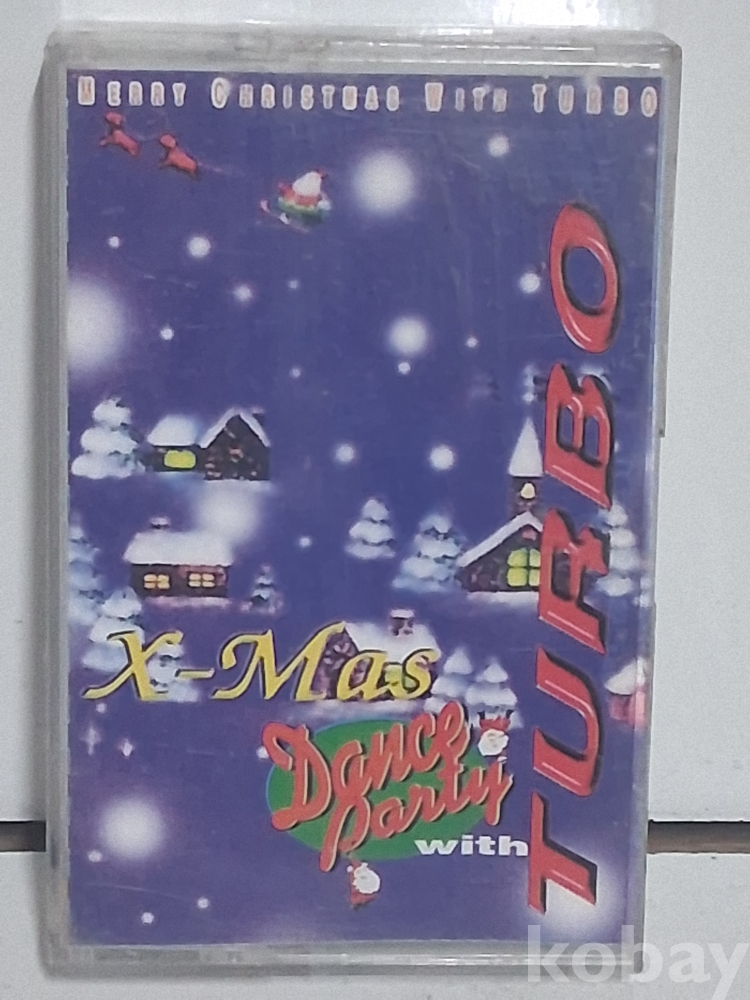 MERRY CHRISTMAS WITH TURBO
X-Mas
Dance
Party
with
TURBO
kobay